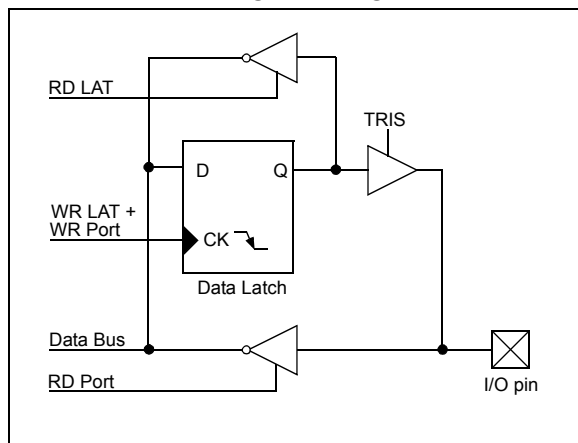 RD LAT
TRIS
D
Q
WR LAT +
WR Port
CK
Data Latch
Data Bus
RD Port
I/O pin